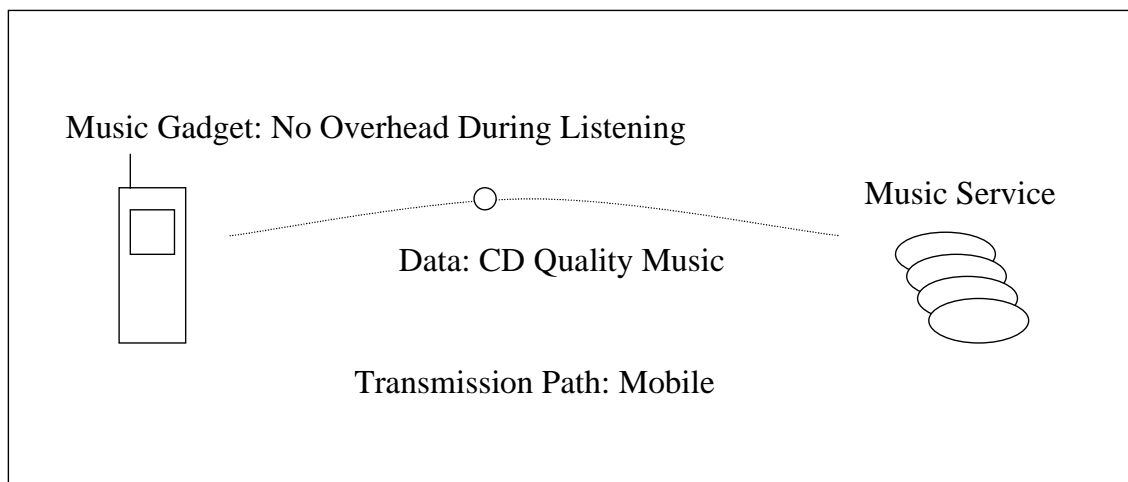 Music Gadget: No Overhead During Listening
Music Service
Data: CD Quality Music
Transmission Path: Mobile